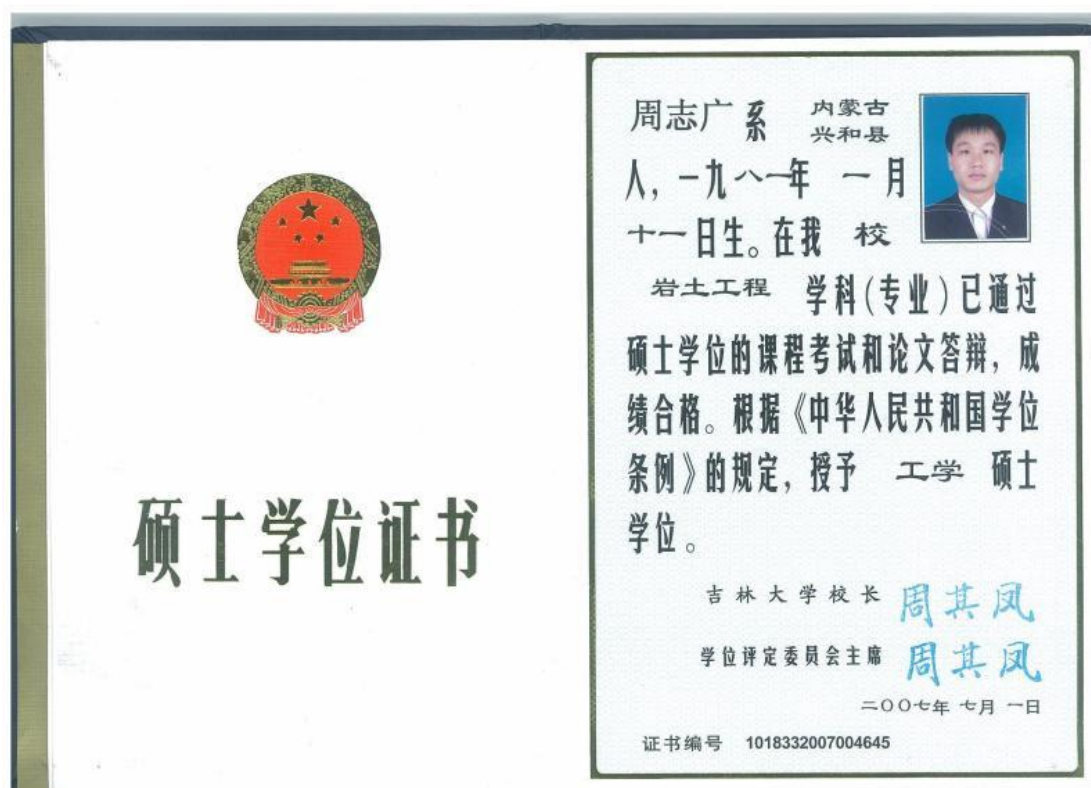 硕士学位证书
周志广系 内蒙古
兴和县
人，一九八一年 一月
十一日生。在我 校
岩土工程 学科(专业)已通过
硕士学位的课程考试和论文答辩，成
绩合格。根据《中华人民共和国学位
条例》的规定，授予 工学 硕士
学位。
吉林大学校长 周其凤
学位评定委员会主席 周其凤
二〇〇七年 七月 一日
证书编号 1018332007004645